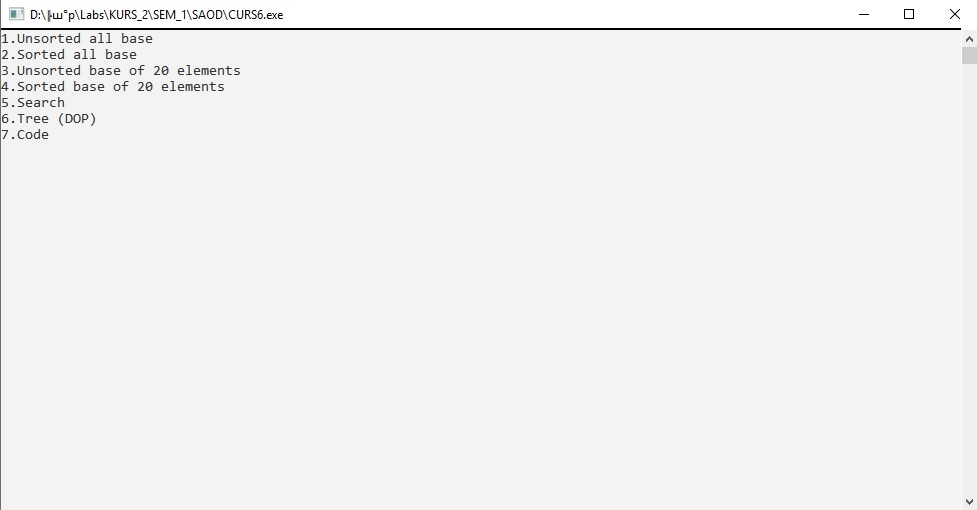 D:\╠ш°р\Labs\KURS_2\SEM_1\SAOD\CURS6.exe
1.Unsorted all base
2.Sorted all base
3.Unsorted base of 20 elements
4.Sorted base of 20 elements
5.Search
6.Tree (DOP)
7.Code